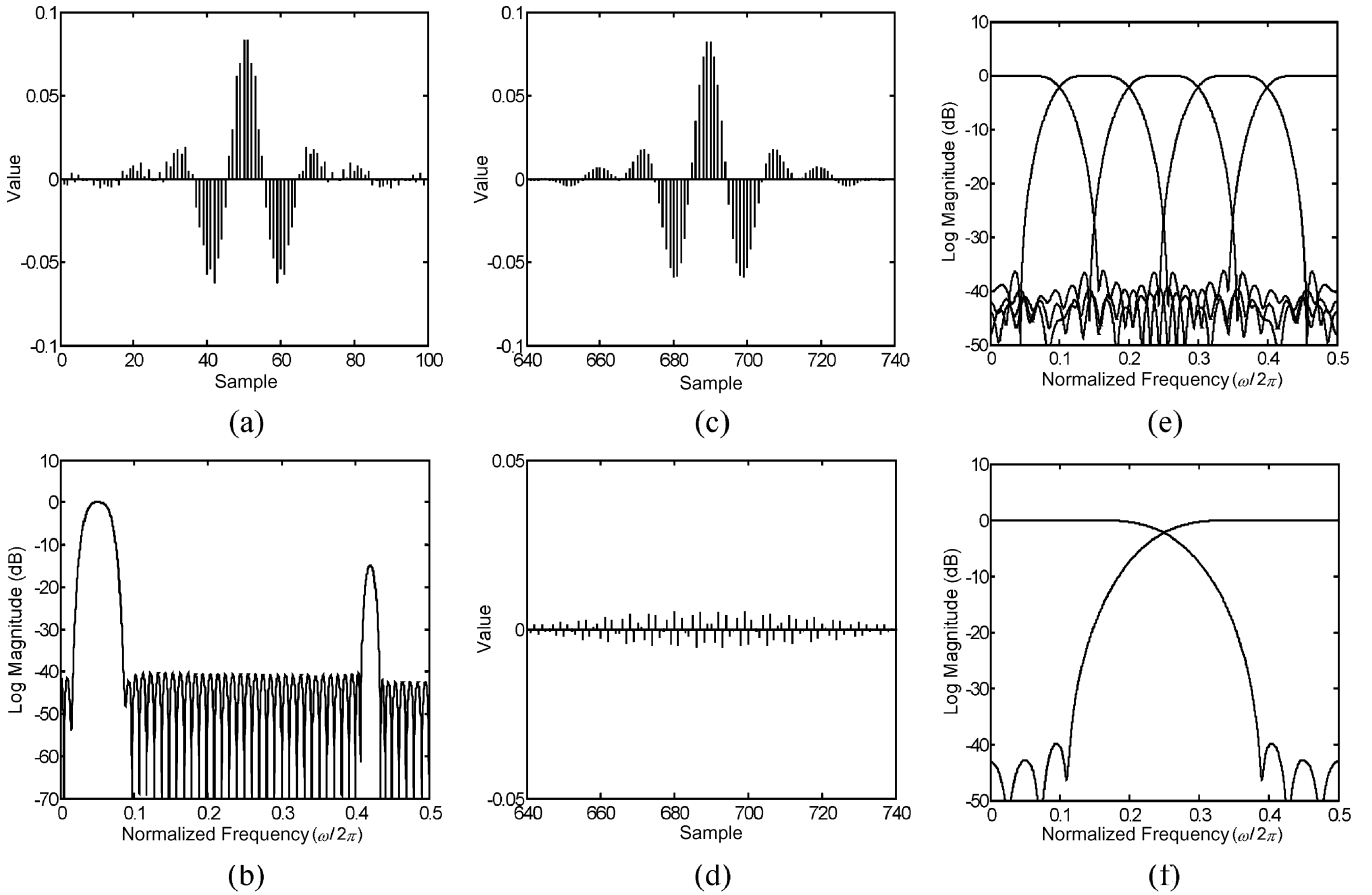 0.1
0.05
0
-0.05
-0.1
Value
0 20 40 60 80 100
Sample
(a)
0.1
0.05
0
-0.05
-0.1
Value
640 660 680 700 720 740
Sample
(c)
10
0
-10
-20
-30
-40
-50
Log Magnitude (dB)
0 0.1 0.2 0.3 0.4 0.5
Normalized Frequency (ω/2π)
(e)
10
0
-10
-20
-30
-40
-50
-60
-70
Log Magnitude (dB)
0 0.1 0.2 0.3 0.4 0.5
Normalized Frequency (ω/2π)
(b)
0.05
0
-0.05
Value
640 660 680 700 720 740
Sample
(d)
10
0
-10
-20
-30
-40
-50
Log Magnitude (dB)
0 0.1 0.2 0.3 0.4 0.5
Normalized Frequency (ω/2π)
(f)